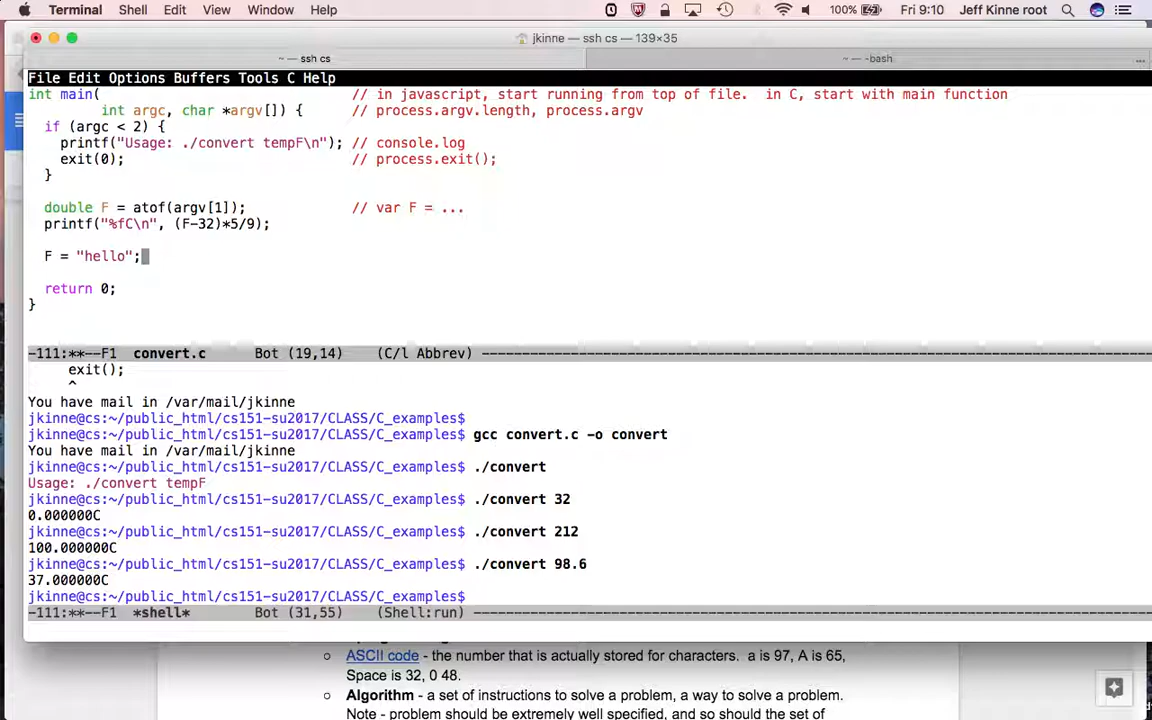 Terminal Shell Edit View Window Help 100% Fri 9:10 Jeff Kinne root
jkinne — ssh cs — 139×35
~ — ssh cs ~ — -bash
File Edit Options Buffers Tools C Help
int main( // in javascript, start running from top of file. in C, start with main function
int argc, char *argv[]) { // process.argv.length, process.argv
if (argc < 2) {
printf("Usage: ./convert tempF\n"); // console.log
exit(0); // process.exit();
}
double F = atof(argv[1]); // var F = ...
printf("%fC\n", (F-32)*5/9);
F = "hello";
return 0;
}
-111:**--F1 convert.c Bot (19,14) (C/l Abbrev)
exit();
^
You have mail in /var/mail/jkinne
jkinne@cs:~/public_html/cs151-su2017/CLASS/C_examples$
jkinne@cs:~/public_html/cs151-su2017/CLASS/C_examples$ gcc convert.c -o convert
You have mail in /var/mail/jkinne
jkinne@cs:~/public_html/cs151-su2017/CLASS/C_examples$ ./convert
Usage: ./convert tempF
jkinne@cs:~/public_html/cs151-su2017/CLASS/C_examples$ ./convert 32
0.000000C
jkinne@cs:~/public_html/cs151-su2017/CLASS/C_examples$ ./convert 212
100.000000C
jkinne@cs:~/public_html/cs151-su2017/CLASS/C_examples$ ./convert 98.6
37.000000C
jkinne@cs:~/public_html/cs151-su2017/CLASS/C_examples$
-111:**--F1 *shell* Bot (31,55) (Shell:run)
ASCII code - the number that is actually stored for characters. a is 97, A is 65,
Space is 32, 0 48.
Algorithm - a set of instructions to solve a problem, a way to solve a problem.
Note - problem should be extremely well specified, and so should the set of